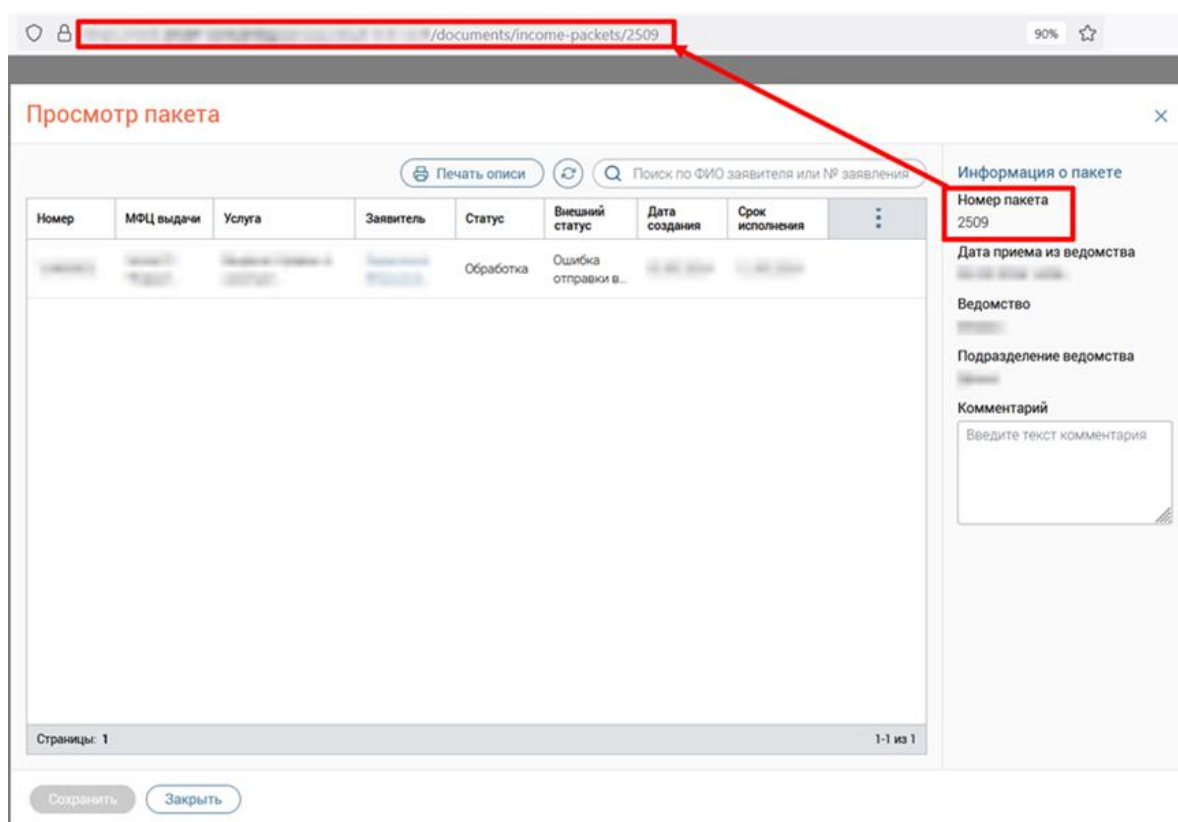 /documents/income-packets/2509
90%
Просмотр пакета
Печать описи
Поиск по ФИО заявителя или № заявления
Номер
МФЦ выдачи
Услуга
Заявитель
Статус
Внешний
статус
Дата
создания
Срок
исполнения
Обработка
Ошибка
отправки в...
Страницы: 1
1-1 из 1
Информация о пакете
Номер пакета
2509
Дата приема из ведомства
Ведомство
Подразделение ведомства
Комментарий
Введите текст комментария
Сохранить
Закрыть